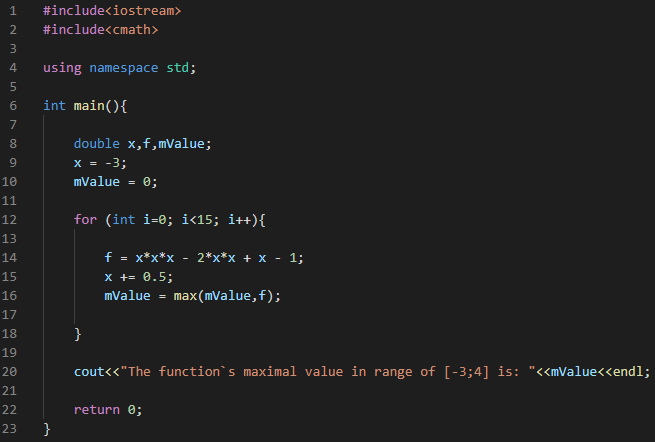 1 #include<iostream>
2 #include<cmath>
3
4 using namespace std;
5
6 int main(){
7
8 double x,f,mValue;
9 x = -3;
10 mValue = 0;
11
12 for (int i=0; i<15; i++){
13
14 f = x*x*x - 2*x*x + x - 1;
15 x += 0.5;
16 mValue = max(mValue,f);
17
18 }
19
20 cout<<"The function`s maximal value in range of [-3;4] is: "<<mValue<<endl;
21
22 return 0;
23 }